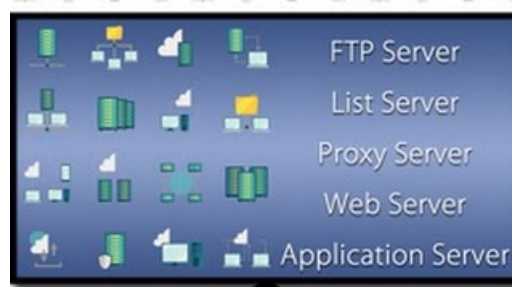 FTP Server
List Server
Proxy Server
Web Server
Application Server